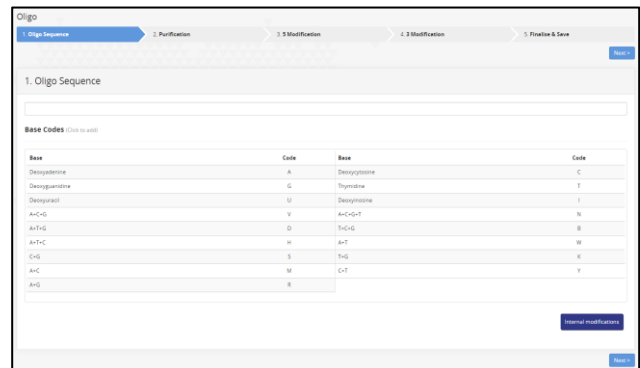 Oligo
1. Oligo Sequence 2. Purification 3. 5 Modification 4. 3 Modification 5. Finalise & Save
Next >
1. Oligo Sequence
Base Codes (Click to add)
Base Code Base Code
Deoxyadenine A Deoxycytosine C
Deoxyguanidine G Thymidine T
Deoxyuracil U Deoxyinosine I
A+C+G V A+C+G+T N
A+T+G D T+C+G B
A+T+C H A+T W
C+G S T+G K
A+C M C+T Y
A+G R
Internal modifications
Next >